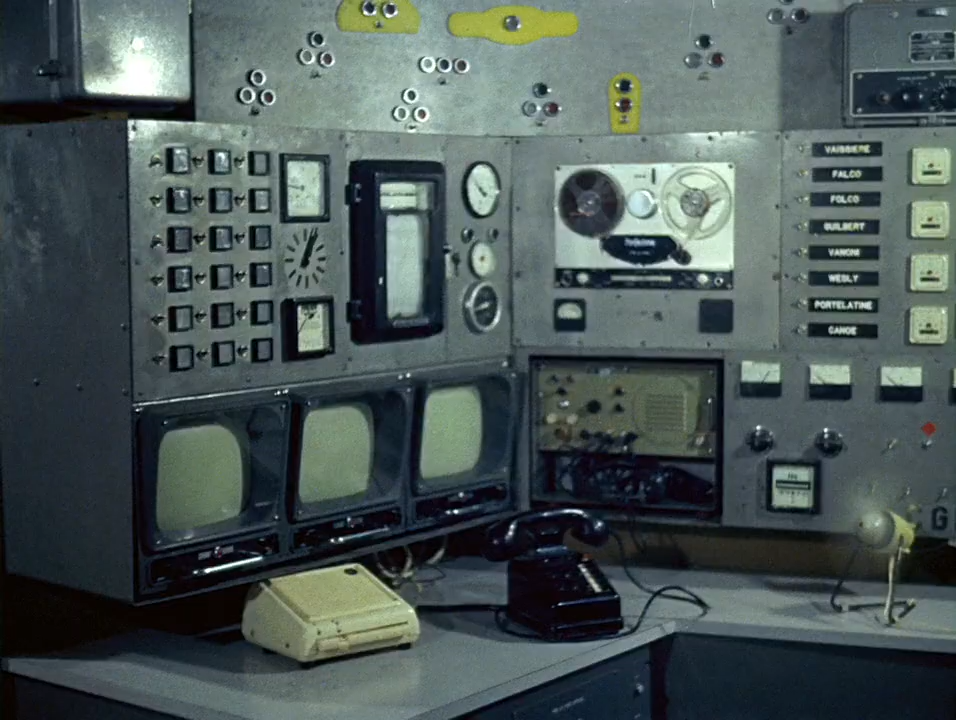 VAISSIERE
FALCO
FOLCO
GUILBERT
VANONI
WESLY
PORTELATINE
CANOE
G